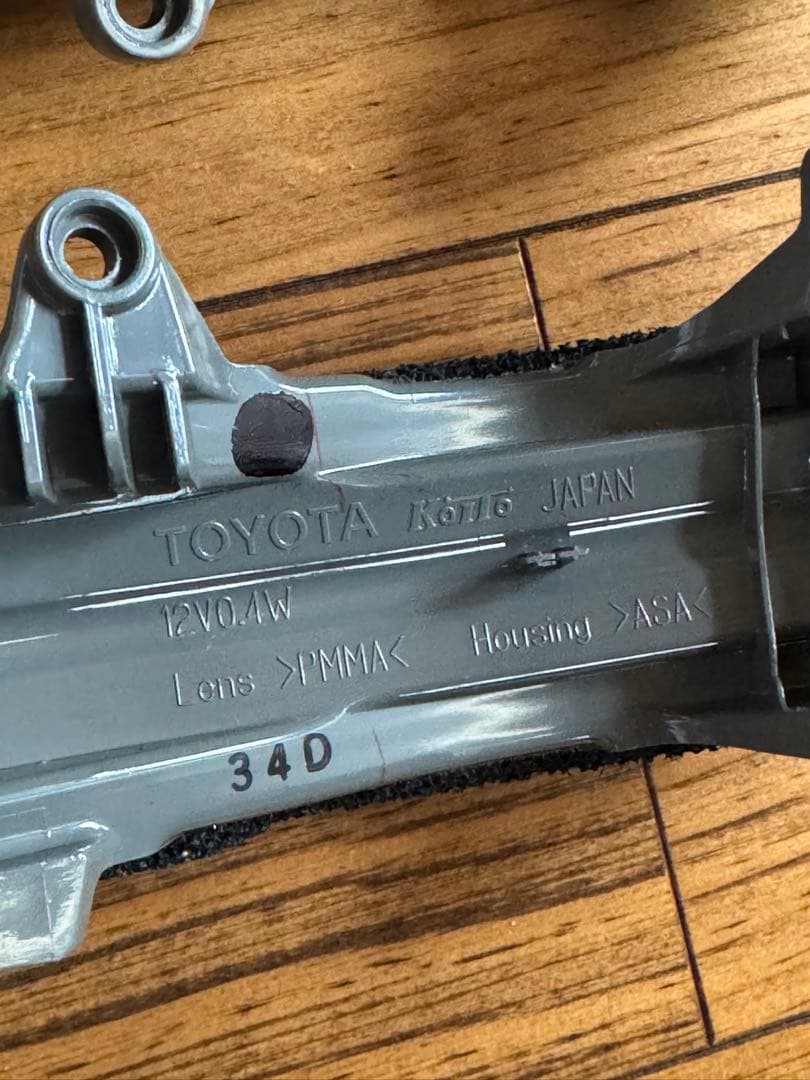 TOYOTA KOITO JAPAN
12V0.4W
Lens >PMMA< Housing >ASA<
34D